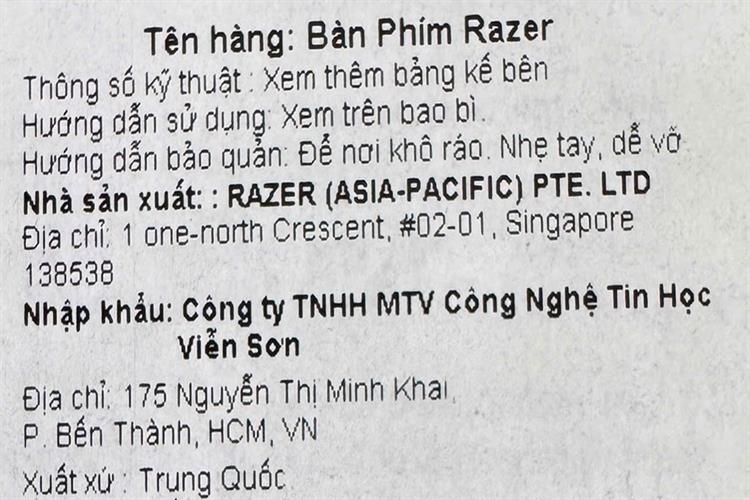 Tên hàng: Bàn Phím Razer
Thông số kỹ thuật : Xem thêm bảng kế bên
Hướng dẫn sử dụng: Xem trên bao bì.
Hướng dẫn bảo quản: Để nơi khô ráo. Nhẹ tay, dễ vỡ
Nhà sản xuất: : RAZER (ASIA-PACIFIC) PTE. LTD
Địa chỉ: 1 one-north Crescent, #02-01, Singapore
138538
Nhập khẩu: Công ty TNHH MTV Công Nghệ Tin Học
Viễn Sơn
Địa chỉ: 175 Nguyễn Thị Minh Khai,
P. Bến Thành, HCM, VN
Xuất xứ : Trung Quốc.